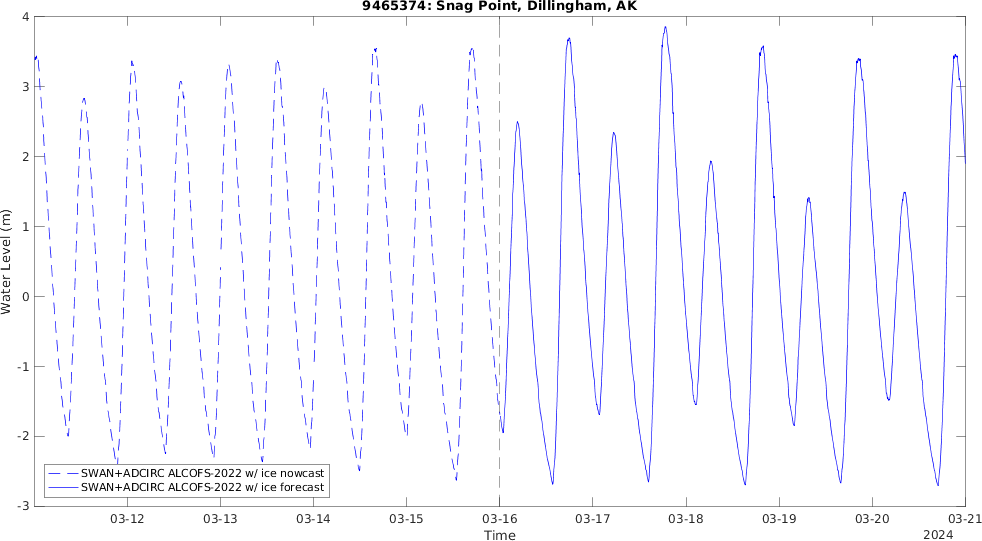 9465374: Snag Point, Dillingham, AK
4
3
2
1
0
-1
-2
-3
Water Level (m)
SWAN+ADCIRC ALCOFS-2022 w/ ice nowcast
SWAN+ADCIRC ALCOFS-2022 w/ ice forecast
03-12 03-13 03-14 03-15 03-16 03-17 03-18 03-19 03-20 03-21
Time
2024